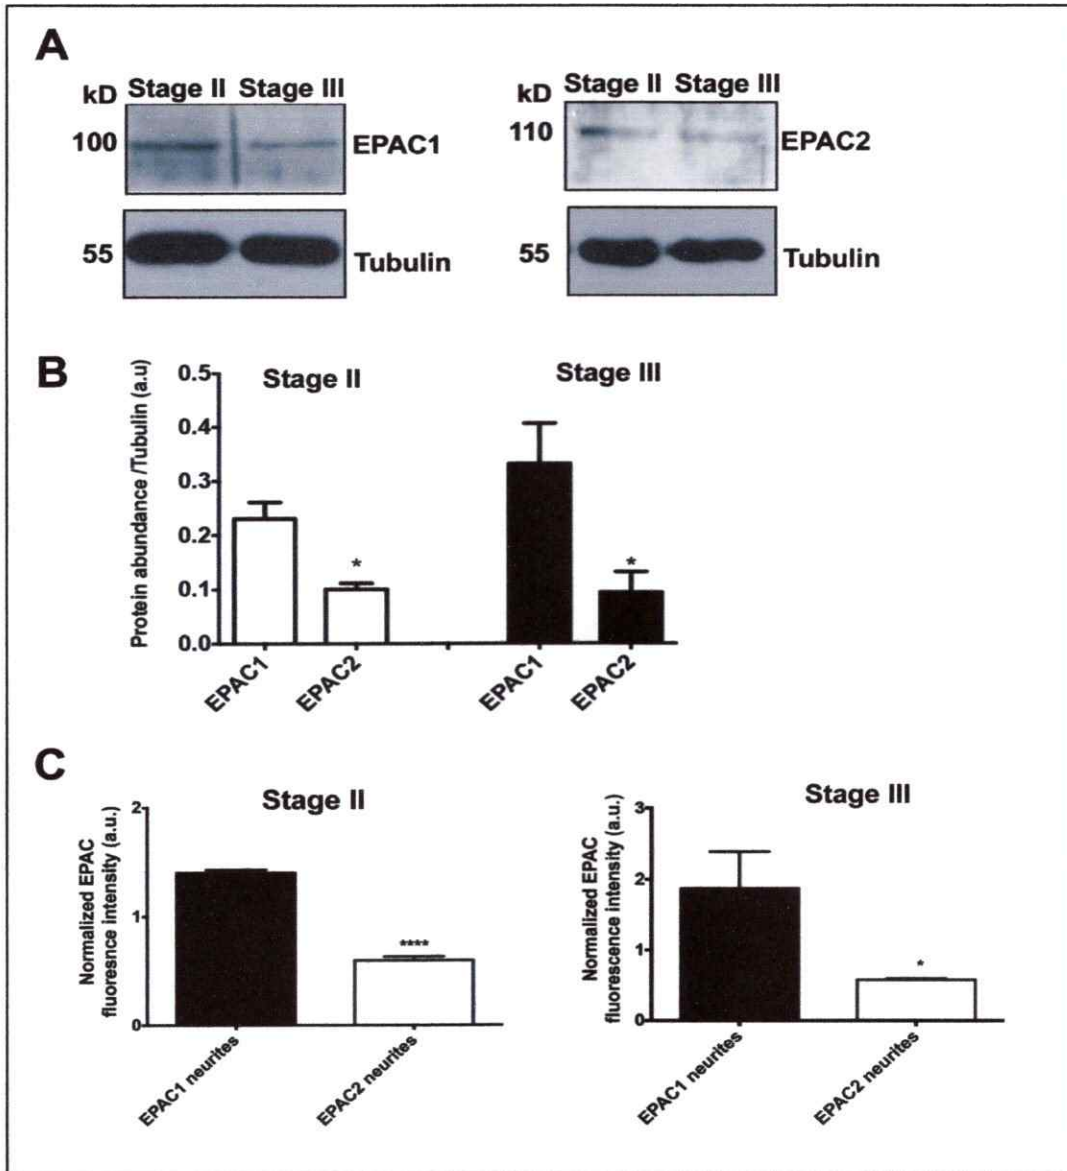 A
kD Stage II Stage III
100 EPAC1
55 Tubulin
kD Stage II Stage III
110 EPAC2
55 Tubulin
B
Protein abundance /Tubulin (a.u)
0.5
0.4
0.3
0.2
0.1
0.0
Stage II
Stage III
*
*
EPAC1
EPAC2
EPAC1
EPAC2
C
Normalized EPAC
fluoresnce intensity (a.u.)
2
1
0
Stage II
****
EPAC1 neurites
EPAC2 neurites
Normalized EPAC
fluorescence intensity (a.u.)
3
2
1
0
Stage III
*
EPAC1 neurites
EPAC2 neurites